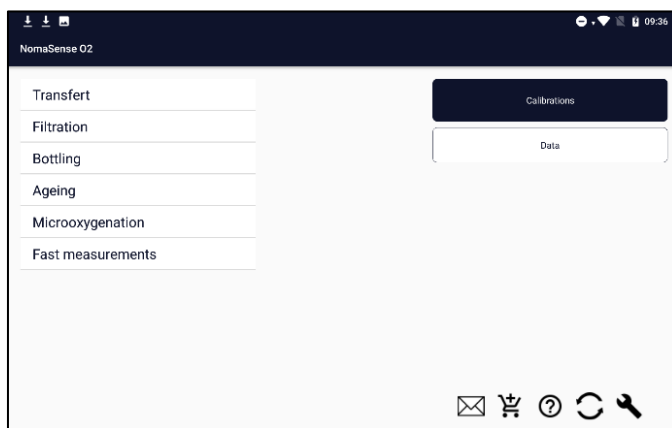 09:36
NomaSense O2
Transfert
Filtration
Bottling
Ageing
Microoxygenation
Fast measurements
Calibrations
Data